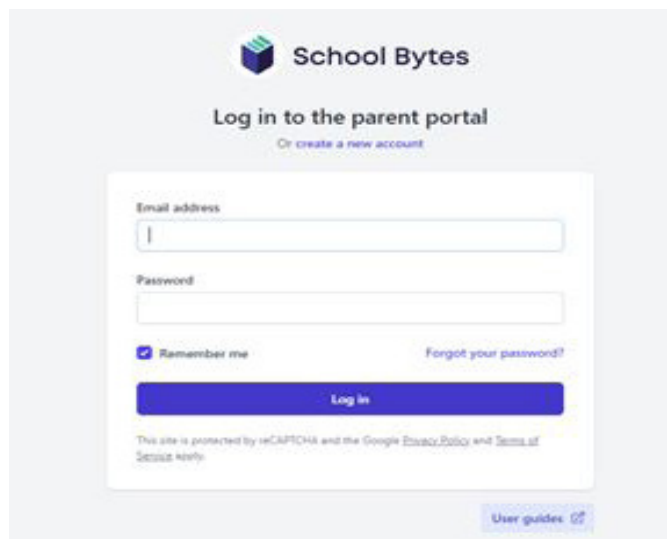 School Bytes
Log in to the parent portal
Or create a new account
Email address
Password
Remember me
Forgot your password?
Log in
This site is protected by reCAPTCHA and the Google Privacy Policy and Terms of
Service apply.
User guides